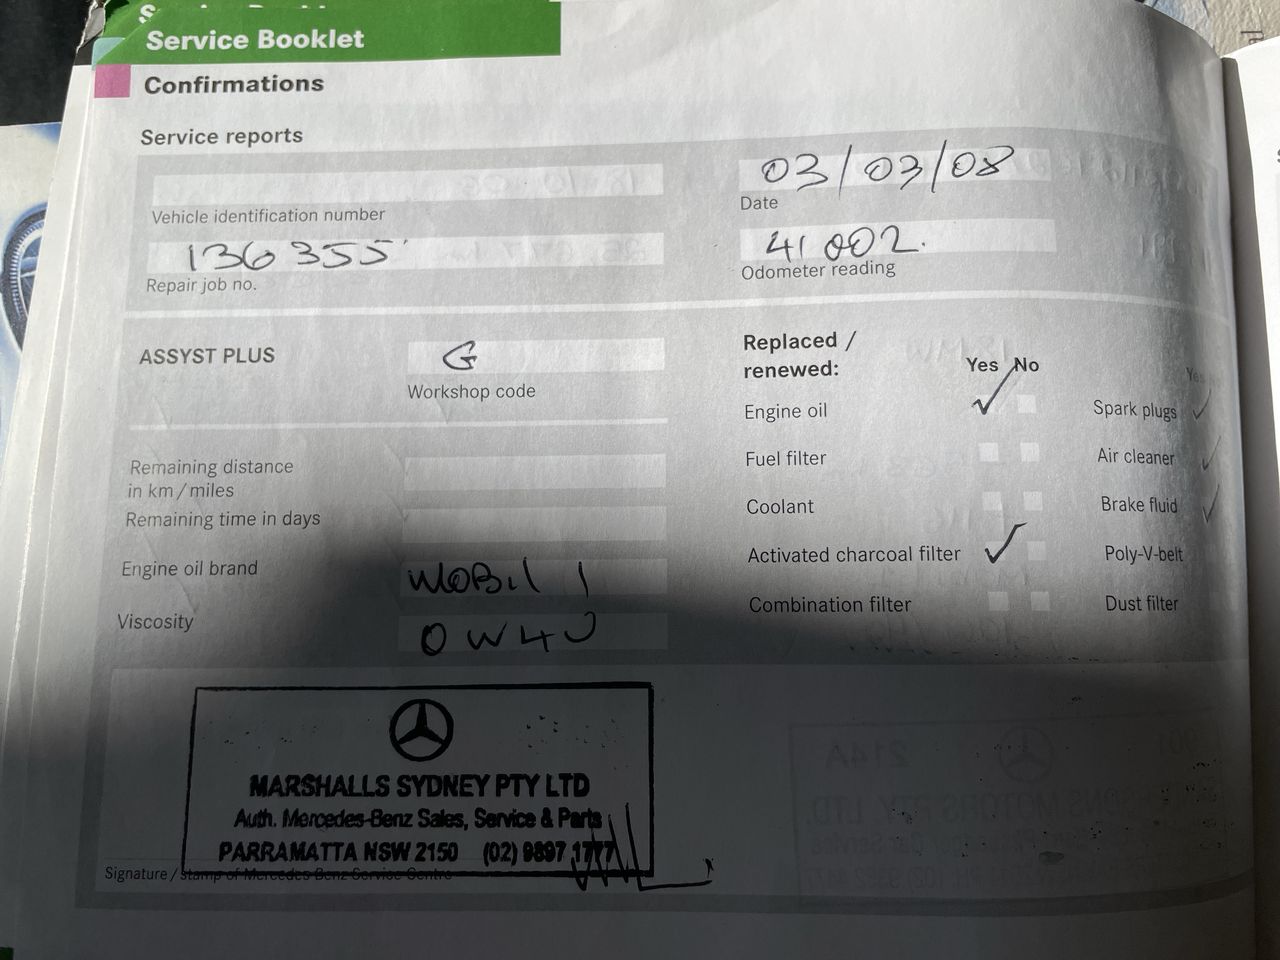 Service Booklet
Confirmations
Service reports
Vehicle identification number
03/03/08
Date
136355
Repair job no.
41002.
Odometer reading
ASSYST PLUS
G
Workshop code
Replaced /
renewed:
Yes No
Engine oil
Spark plugs
Fuel filter
Air cleaner
Coolant
Brake fluid
Activated charcoal filter
Poly-V-belt
Combination filter
Dust filter
Remaining distance
in km/miles
Remaining time in days
Engine oil brand
MOBIL 1
Viscosity
0W40
MARSHALLS SYDNEY PTY LTD
Auth. Mercedes-Benz Sales, Service & Parts
PARRAMATTA NSW 2150 (02) 9897 1777
Signature / stamp of Mercedes-Benz Service Centre